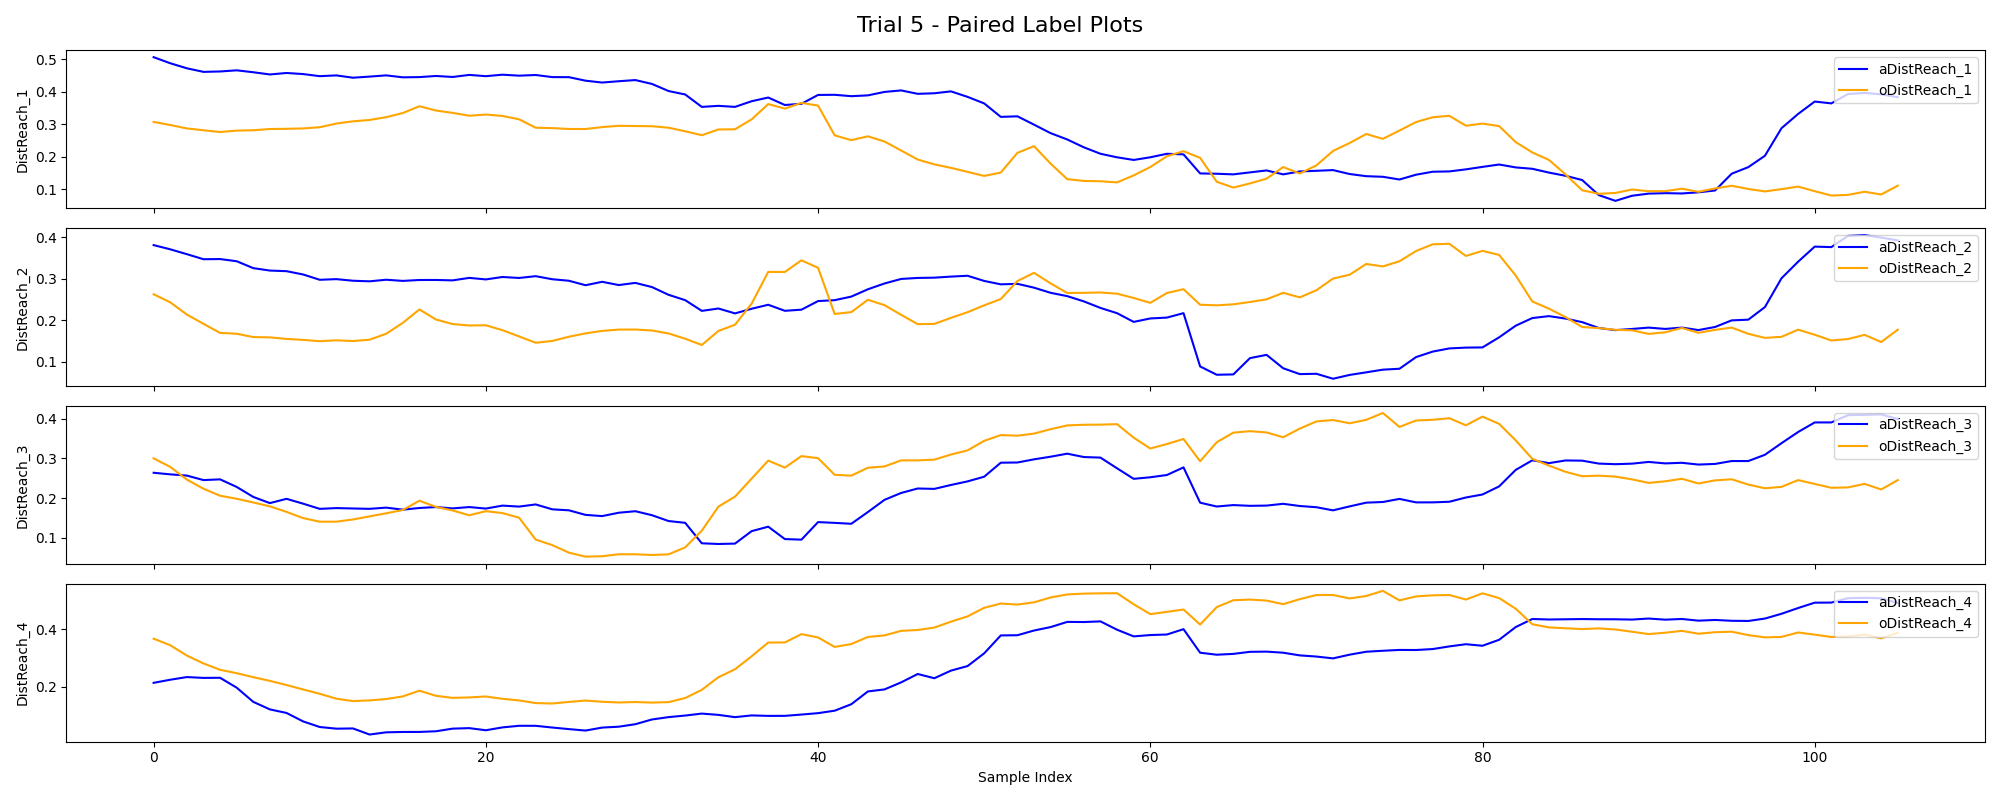 Trial 5 - Paired Label Plots
DistReach_1
0.5
0.4
0.3
0.2
0.1
aDistReach_1
oDistReach_1
DistReach_2
0.4
0.3
0.2
0.1
aDistReach_2
oDistReach_2
DistReach_3
0.4
0.3
0.2
0.1
aDistReach_3
oDistReach_3
DistReach_4
0.4
0.2
aDistReach_4
oDistReach_4
0 20 40 60 80 100
Sample Index